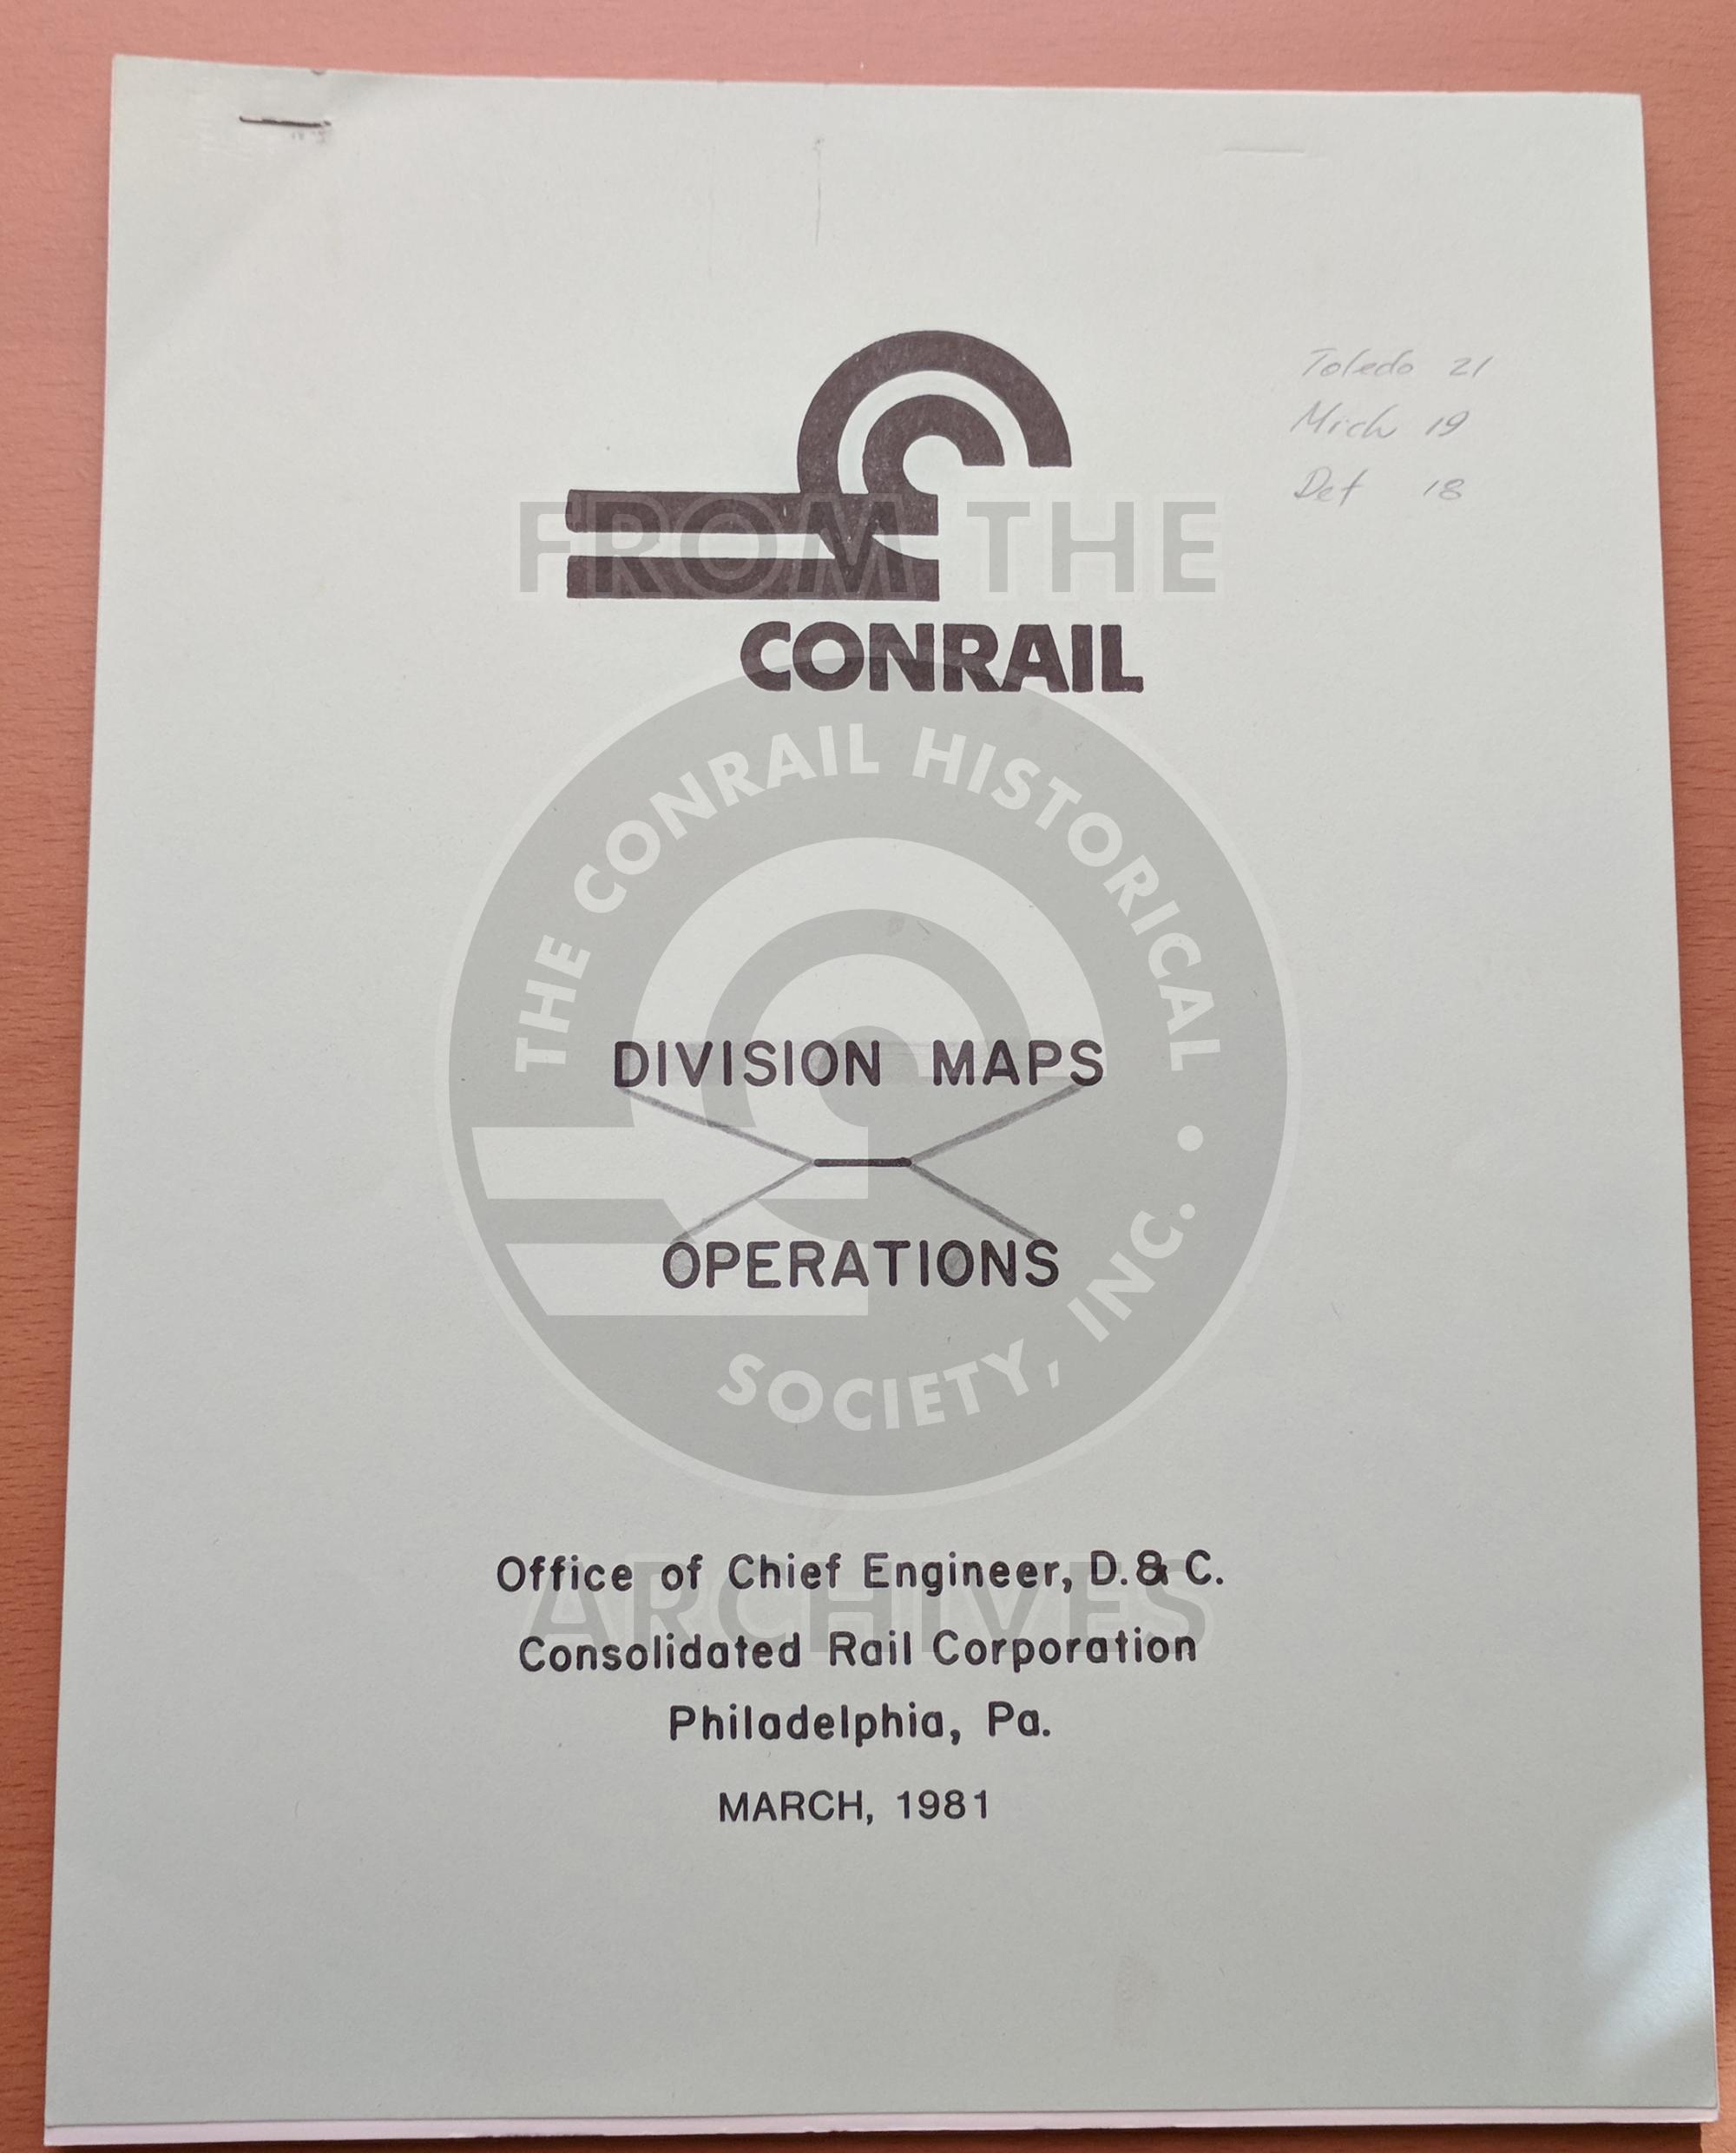 Toledo 21
Mich 19
Det 18
FROM THE
CONRAIL
THE CONRAIL HISTORICAL • SOCIETY, INC.
DIVISION MAPS
OPERATIONS
Office of Chief Engineer, D. & C.
ARCHIVES
Consolidated Rail Corporation
Philadelphia, Pa.
MARCH, 1981